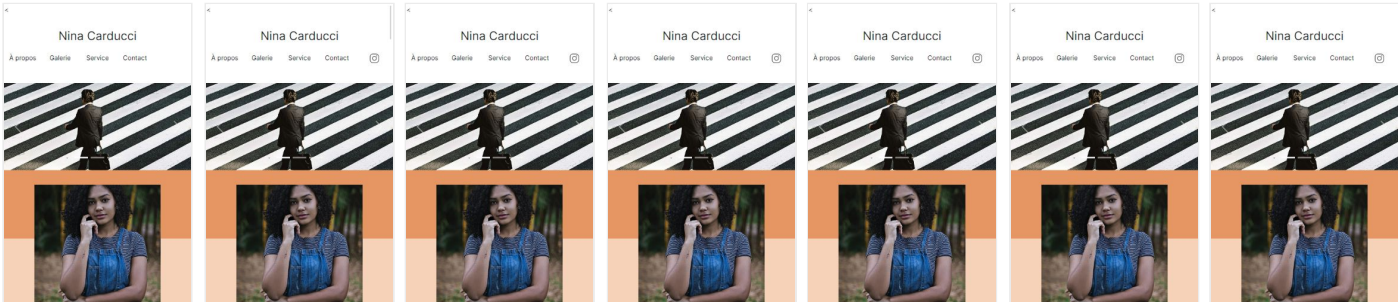 < < < < < < <
Nina Carducci Nina Carducci Nina Carducci Nina Carducci Nina Carducci Nina Carducci Nina Carducci
À propos Galerie Service Contact À propos Galerie Service Contact À propos Galerie Service Contact À propos Galerie Service Contact À propos Galerie Service Contact À propos Galerie Service Contact À propos Galerie Service Contact